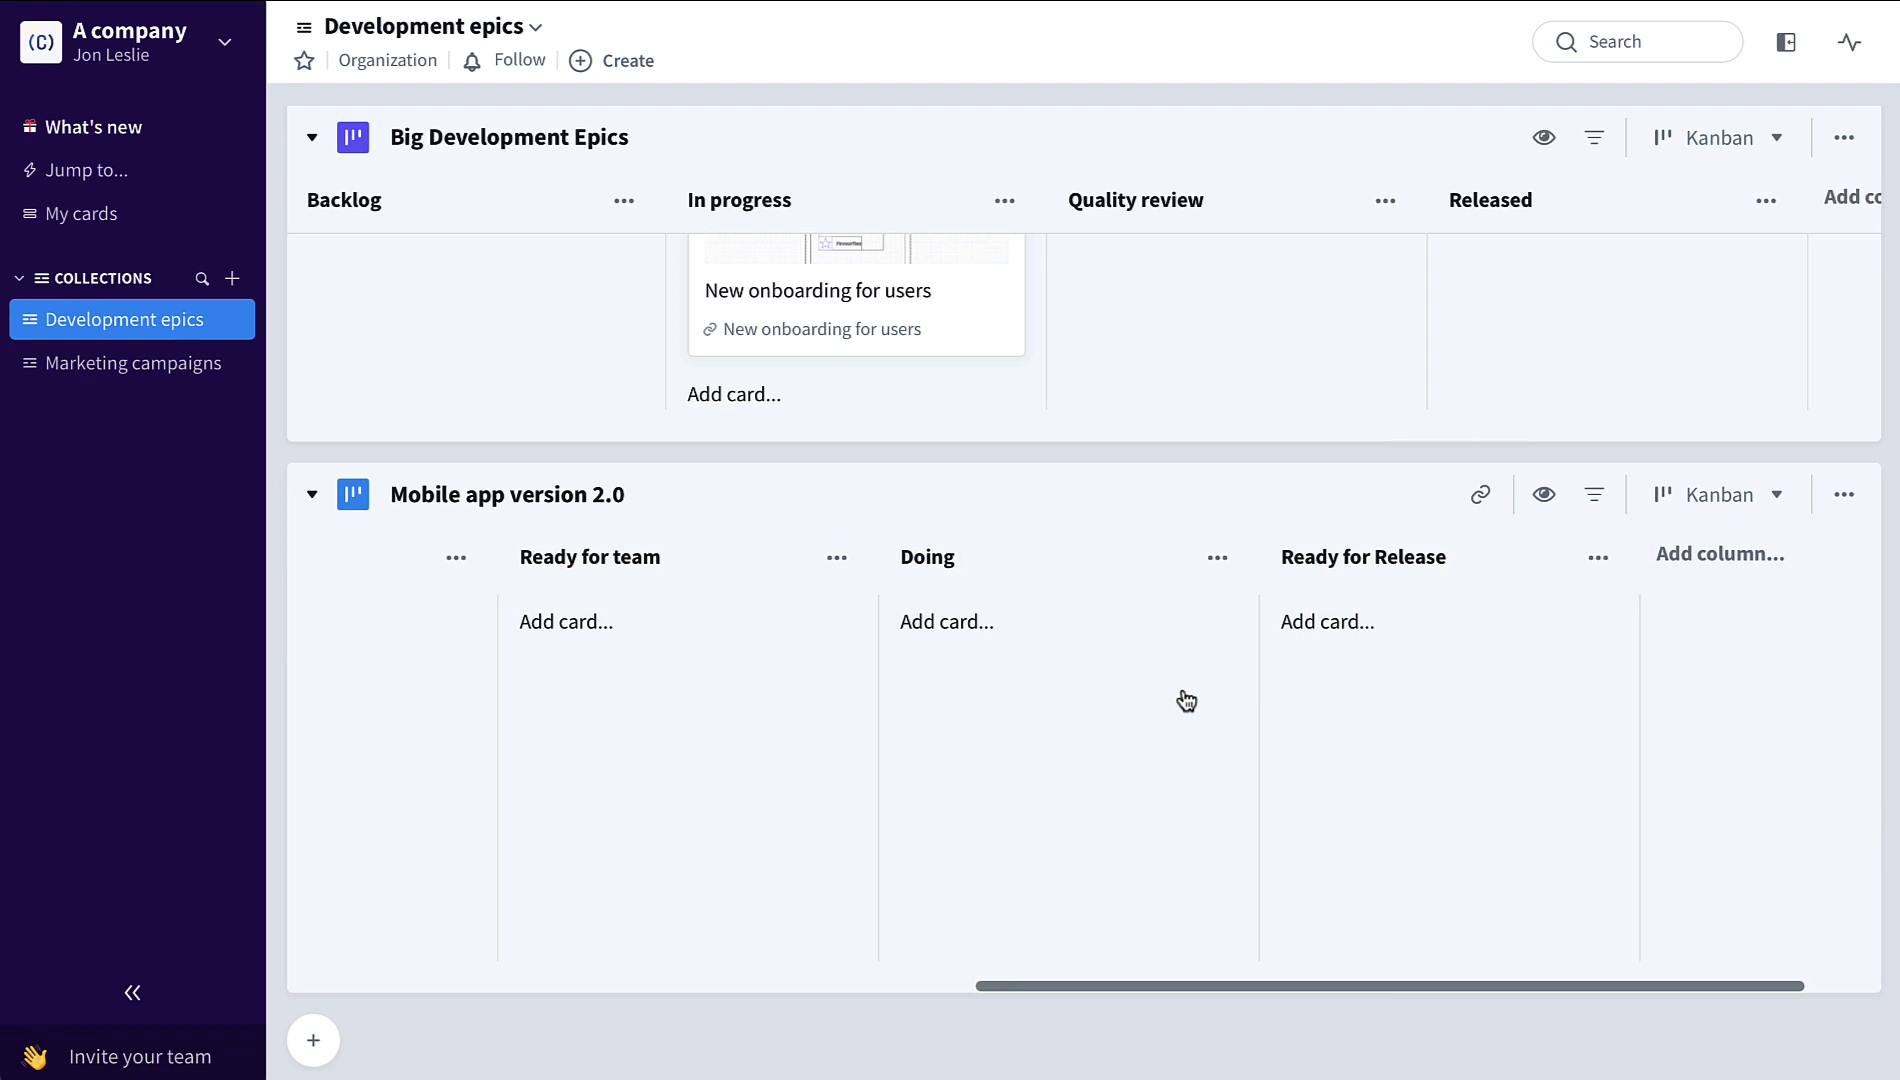 (C)
A company
Jon Leslie
What's new
Jump to...
My cards
COLLECTIONS
Development epics
Marketing campaigns
Invite your team
Development epics
Organization
Follow
Create
Search
Big Development Epics
Kanban
Backlog
In progress
Quality review
Released
Add co
Favourites
New onboarding for users
New onboarding for users
Add card...
Mobile app version 2.0
Kanban
Ready for team
Doing
Ready for Release
Add column...
Add card...
Add card...
Add card...